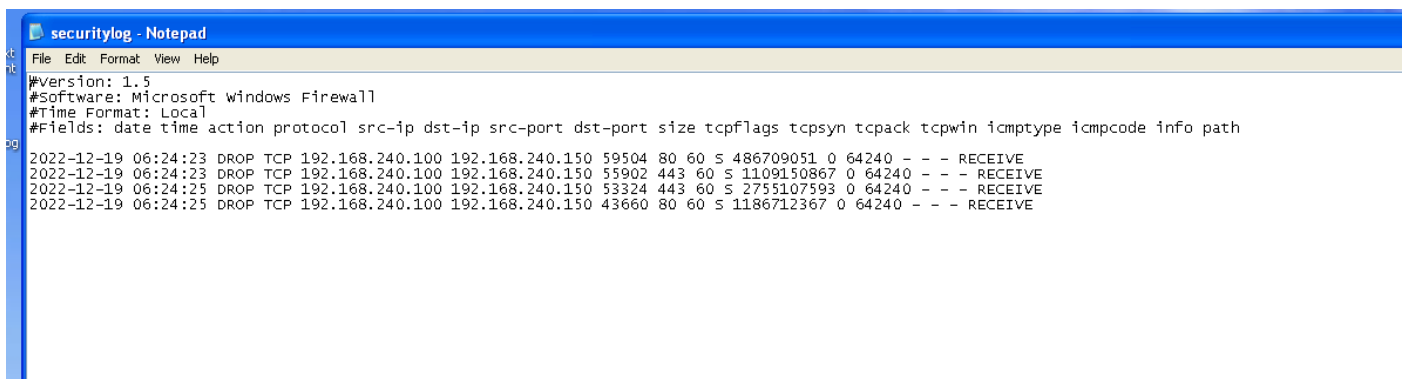 securitylog - Notepad
File Edit Format View Help
#Version: 1.5
#Software: Microsoft Windows Firewall
#Time Format: Local
#Fields: date time action protocol src-ip dst-ip src-port dst-port size tcpflags tcpsyn tcpack tcpwin icmptype icmpcode info path
2022-12-19 06:24:23 DROP TCP 192.168.240.100 192.168.240.150 59504 80 60 S 486709051 0 64240 - - - RECEIVE
2022-12-19 06:24:23 DROP TCP 192.168.240.100 192.168.240.150 55902 443 60 S 1109150867 0 64240 - - - RECEIVE
2022-12-19 06:24:25 DROP TCP 192.168.240.100 192.168.240.150 53324 443 60 S 2755107593 0 64240 - - - RECEIVE
2022-12-19 06:24:25 DROP TCP 192.168.240.100 192.168.240.150 43660 80 60 S 1186712367 0 64240 - - - RECEIVE